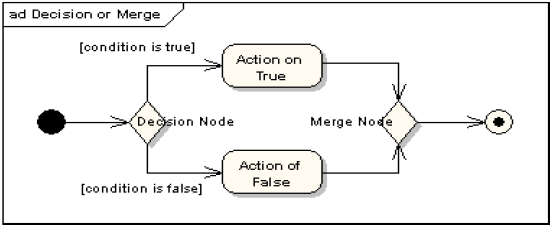 ad Decision or Merge
[condition is true]
Action on
True
Decision Node
Merge Node
Action of
False
[condition is false]